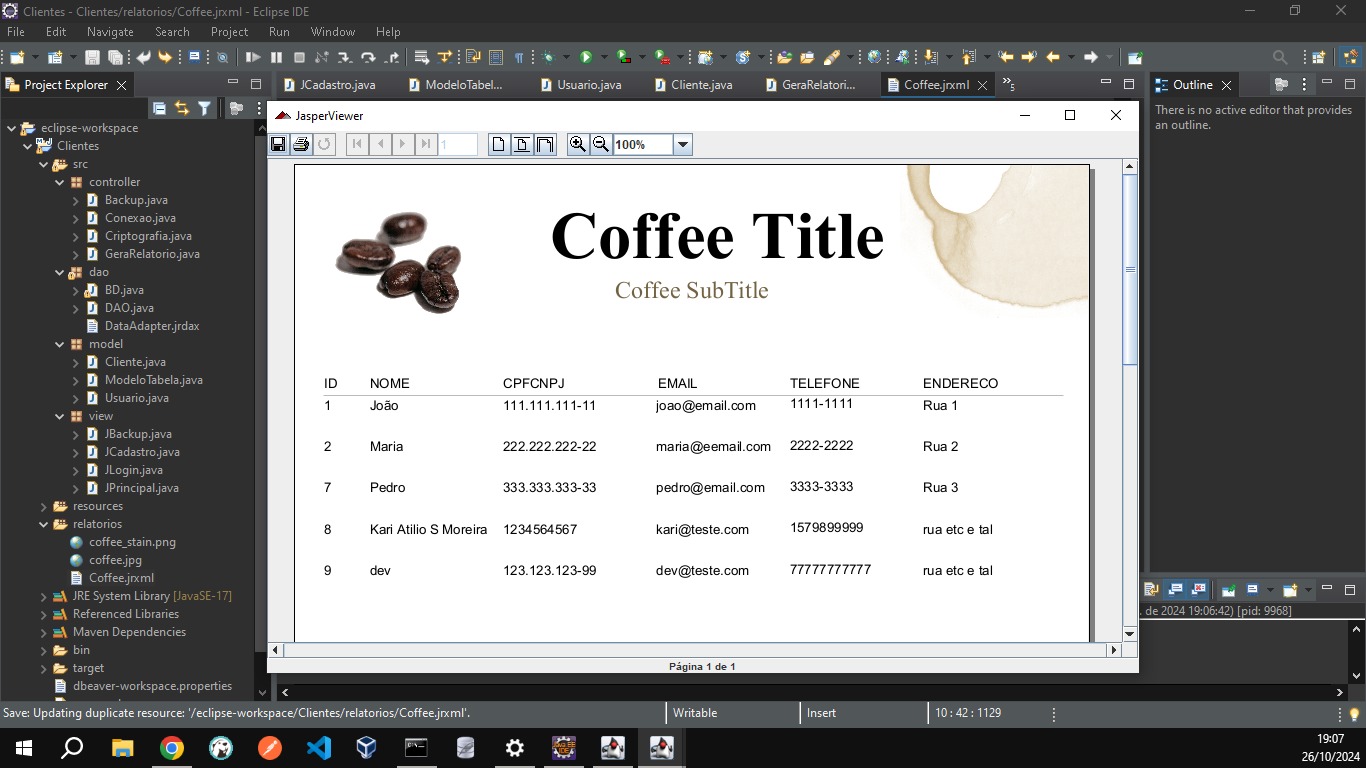 Clientes - Clientes/relatorios/Coffee.jrxml - Eclipse IDE
File Edit Navigate Search Project Run Window Help
Project Explorer
JCadastro.java
ModeloTabel...
Usuario.java
Cliente.java
GeraRelatori...
Coffee.jrxml
5
Outline
There is no active editor that provides
an outline.
eclipse-workspace
Clientes
src
controller
Backup.java
Conexao.java
Criptografia.java
GeraRelatorio.java
dao
BD.java
DAO.java
DataAdapter.jrdax
model
Cliente.java
ModeloTabela.java
Usuario.java
view
JBackup.java
JCadastro.java
JLogin.java
JPrincipal.java
resources
relatorios
coffee_stain.png
coffee.jpg
Coffee.jrxml
JRE System Library [JavaSE-17]
Referenced Libraries
Maven Dependencies
bin
target
dbeaver-workspace.properties
JasperViewer
1
100%
Coffee Title
Coffee SubTitle
ID NOME CPFCNPJ EMAIL TELEFONE ENDERECO
1 João 111.111.111-11 joao@email.com 1111-1111 Rua 1
2 Maria 222.222.222-22 maria@eemail.com 2222-2222 Rua 2
7 Pedro 333.333.333-33 pedro@email.com 3333-3333 Rua 3
8 Kari Atilio S Moreira 1234564567 kari@teste.com 1579899999 rua etc e tal
9 dev 123.123.123-99 dev@teste.com 77777777777 rua etc e tal
Página 1 de 1
. de 2024 19:06:42) [pid: 9968]
Save: Updating duplicate resource: '/eclipse-workspace/Clientes/relatorios/Coffee.jrxml'.
Writable
Insert
10 : 42 : 1129
19:07
26/10/2024